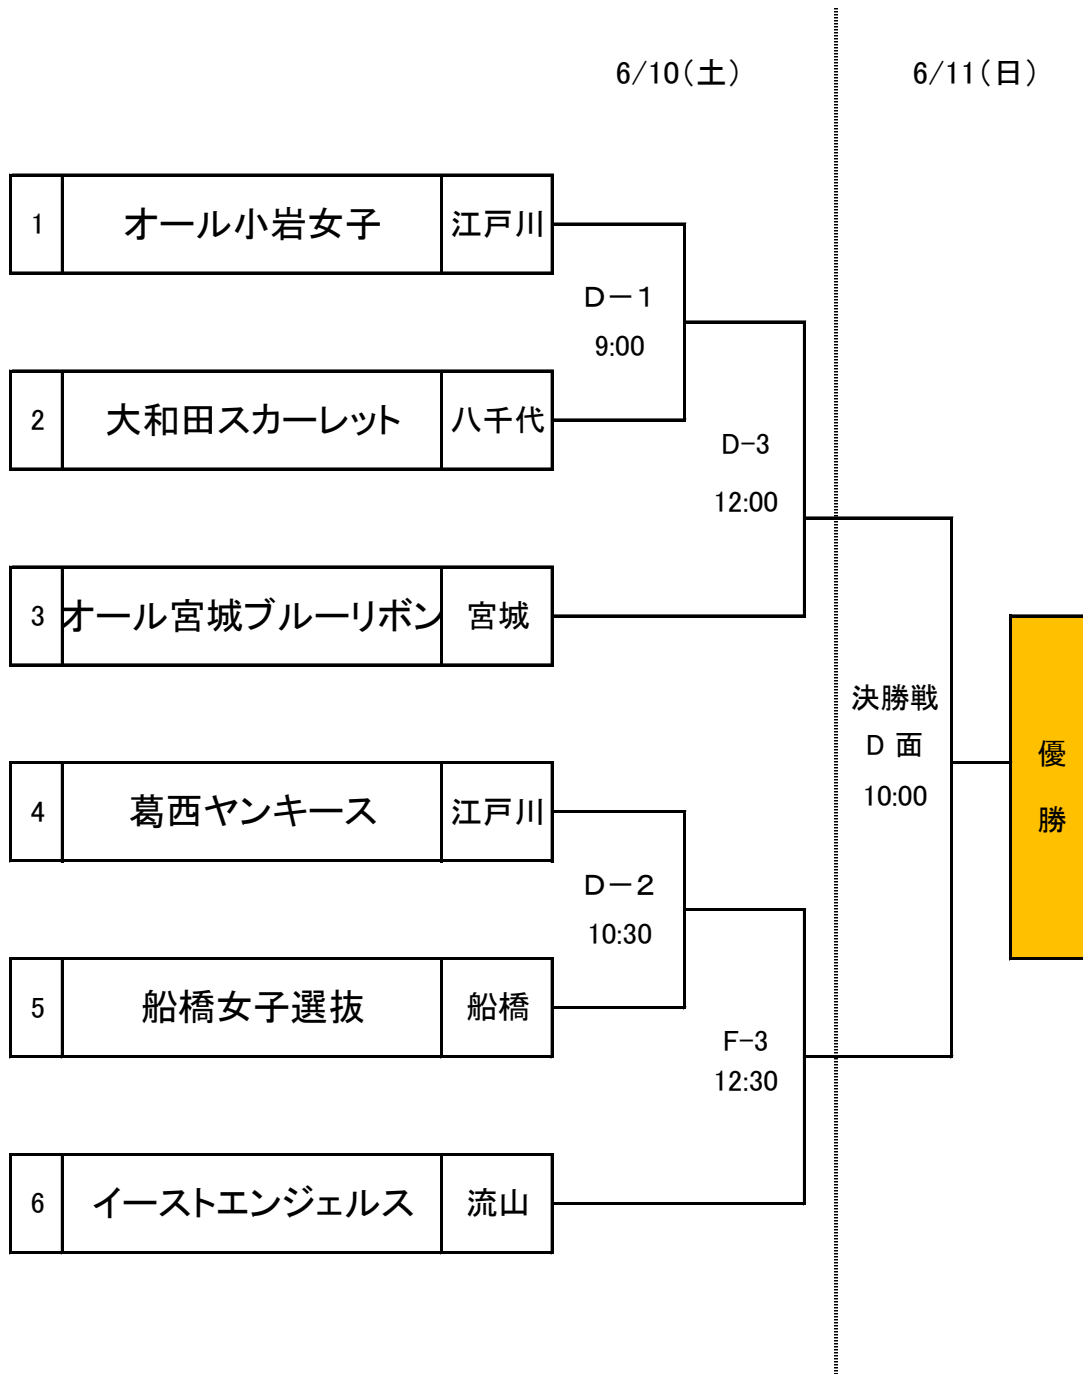 6/10(土)
6/11(日)
1 オール小岩女子 江戸川
D－1
9:00
2 大和田スカーレット 八千代
D-3
12:00
3 オール宮城ブルーリボン 宮城
決勝戦
D 面
10:00
優
勝
4 葛西ヤンキース 江戸川
D－2
10:30
5 船橋女子選抜 船橋
F-3
12:30
6 イーストエンジェルス 流山